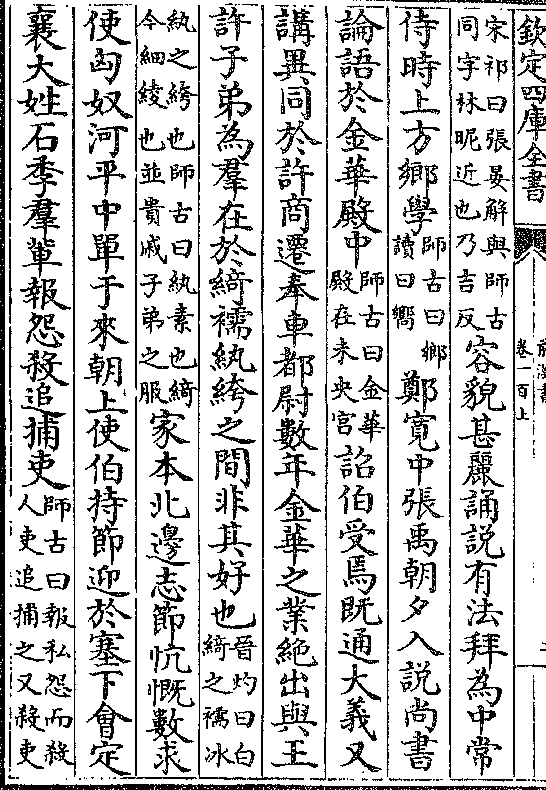 欽定四庫全書
前漢書
卷一百上
宋祁曰張晏解與師古
同字林昵近也乃吉反
容貌甚麗誦說有法拜為中常
侍時上方鄉學
師古曰鄉
讀曰嚮
鄭寬中張禹朝夕入說尚書
論語於金華殿中
師古曰金華
殿在未央宫
詔伯受焉既通大義又
講異同於許商遷奉車都尉數年金華之業絶出與王
許子弟為羣在於綺襦紈綺之間非其好也
晉灼曰白
綺之襦冰
紈之綺也師古曰紈素也綺
今細綾也並貴戚子弟之服
家本北邊志節忼慨數求
使匈奴河平中單于來朝上使伯持節迎於塞下會定
襄大姓石季羣輩報怨殺追捕吏
師古曰報私怨而殺
人吏追捕之又殺吏